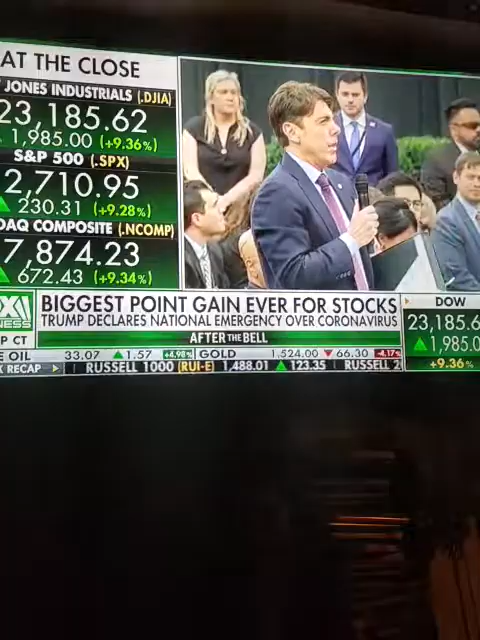 AT THE CLOSE
JONES INDUSTRIALS (.DJIA)
23,185.62
1,985.00 (+9.36%)
S&P 500 (.SPX)
2,710.95
▲ 230.31 (+9.28%)
DAQ COMPOSITE (.NCOMP)
7,874.23
▲ 672.43 (+9.34%)
BIGGEST POINT GAIN EVER FOR STOCKS
TRUMP DECLARES NATIONAL EMERGENCY OVER CORONAVIRUS
AFTER THE BELL
DOW
23,185.6
▲1,985.0
+9.36%
NESS
P CT
E OIL 33.07 ▲1.57 +4.98% GOLD 1,524.00 ▼66.30 -4.17%
RECAP RUSSELL 1000 (RUI-E) 1,488.01 ▲123.35 RUSSELL 2